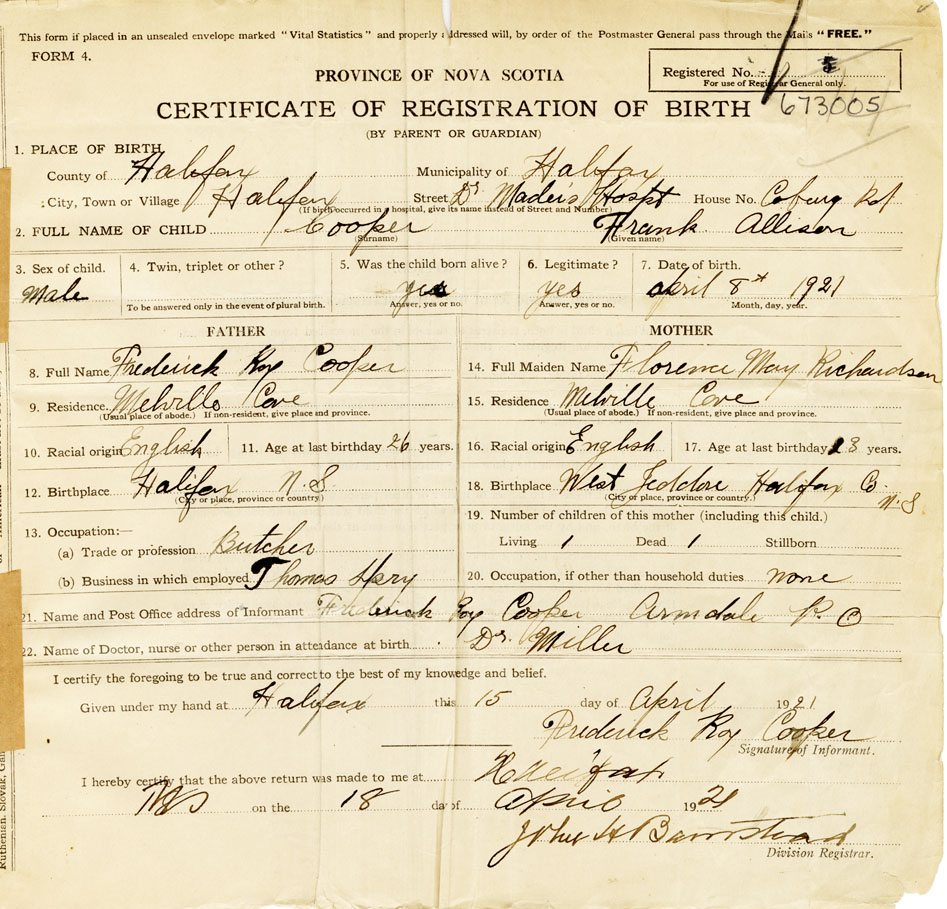 This form if placed in an unsealed envelope marked "Vital Statistics" and properly addressed will, by order of the Postmaster General pass through the Mails "FREE."
FORM 4.
Registered No. 5
For use of Registrar General only.
PROVINCE OF NOVA SCOTIA
CERTIFICATE OF REGISTRATION OF BIRTH 673005
(BY PARENT OR GUARDIAN)
1. PLACE OF BIRTH
County of Halifax Municipality of Halifax
City, Town or Village Halifax Street Dr Mader's Hospt House No. Coburg Rd
(If birth occurred in a hospital, give its name instead of Street and Number)
2. FULL NAME OF CHILD Cooper Frank Allison
(Surname) (Given name)
3. Sex of child. 4. Twin, triplet or other? 5. Was the child born alive? 6. Legitimate? 7. Date of birth.
Male yes yes April 8th 1921
To be answered only in the event of plural birth. Answer, yes or no. Answer, yes or no. Month, day, year.
FATHER MOTHER
8. Full Name Frederick Roy Cooper 14. Full Maiden Name Florence May Richardson
9. Residence Melville Cove 15. Residence Melville Cove
(Usual place of abode.) If non-resident, give place and province. (Usual place of abode.) If non-resident, give place and province.
10. Racial origin English 11. Age at last birthday 26 years. 16. Racial origin English 17. Age at last birthday 23 years.
12. Birthplace Halifax N.S 18. Birthplace West Jeddore Halifax Co. N.S
(City or place, province or country) (City or place, province or country.)
13. Occupation:— 19. Number of children of this mother (including this child.)
(a) Trade or profession Butcher Living 1 Dead 1 Stillborn
(b) Business in which employed Thomas 20. Occupation, if other than household duties none
21. Name and Post Office address of Informant Frederick Roy Cooper Armdale P.O
22. Name of Doctor, nurse or other person in attendance at birth Dr. Miller
I certify the foregoing to be true and correct to the best of my knowedge and belief.
Given under my hand at Halifax this 15 day of April 1921
Frederick Roy Cooper
Signature of Informant.
I hereby certify that the above return was made to me at Halifax
on the 18 day of April 1921
John H Barnstead
Division Registrar.
Ruthenian, Slovak,